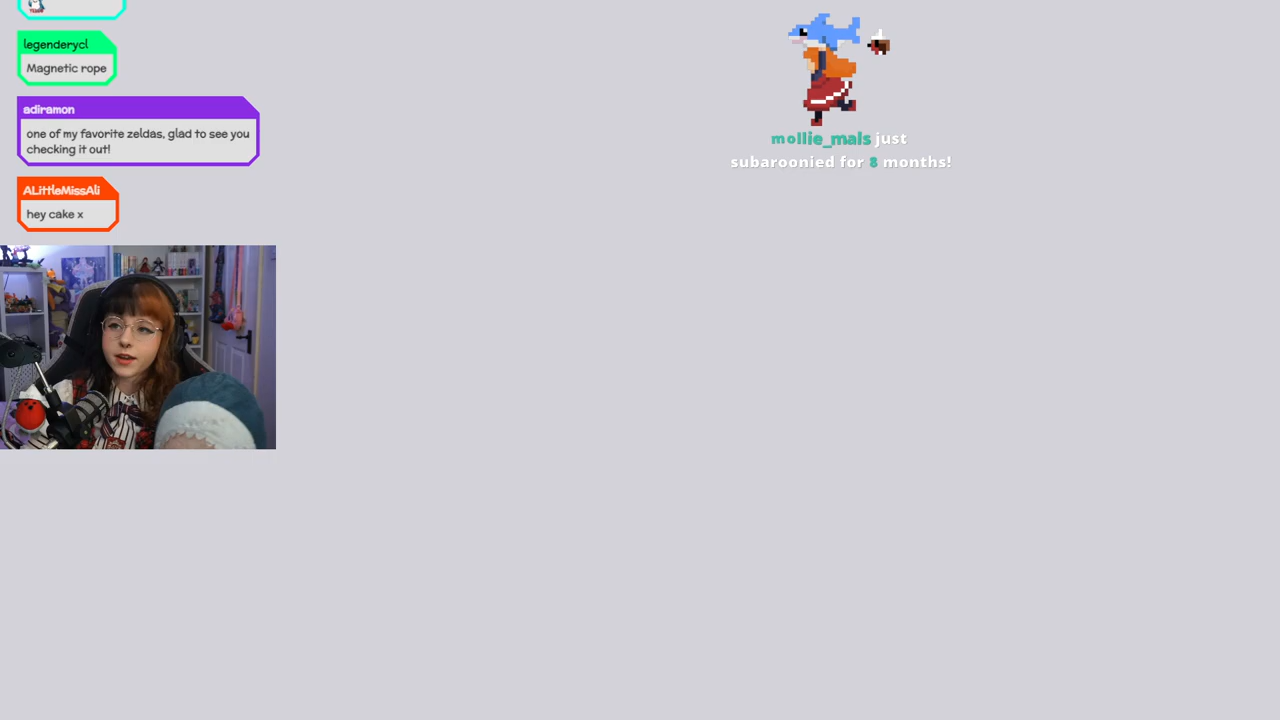 legenderycl
Magnetic rope
adiramon
one of my favorite zeldas, glad to see you
checking it out!
ALittleMissAli
hey cake x
mollie_mals just
subaroonied for 8 months!